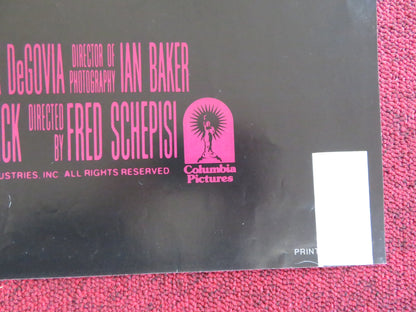 DeGOVIA DIRECTOR OF PHOTOGRAPHY IAN BAKER
CK DIRECTED BY FRED SCHEPISI
USTRIES, INC ALL RIGHTS RESERVED
Columbia
Pictures
PRINT